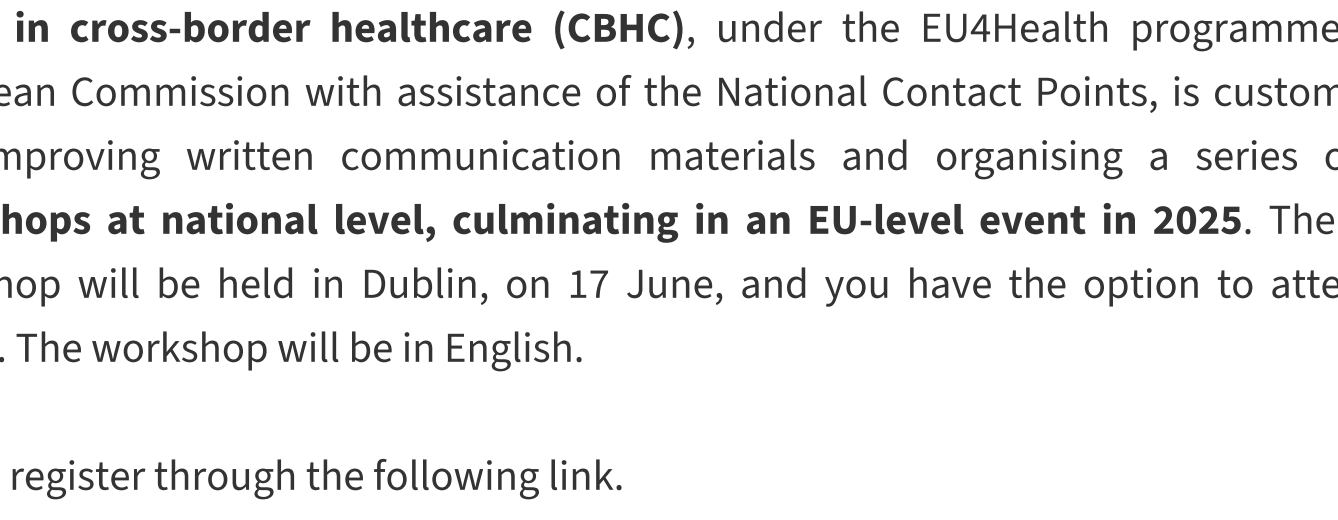 in cross-border healthcare (CBHC), under the EU4Health programme
ean Commission with assistance of the National Contact Points, is custom
mproving written communication materials and organising a series
hops at national level, culminating in an EU-level event in 2025. The
hop will be held in Dublin, on 17 June, and you have the option to atte
. The workshop will be in English.
register through the following link.